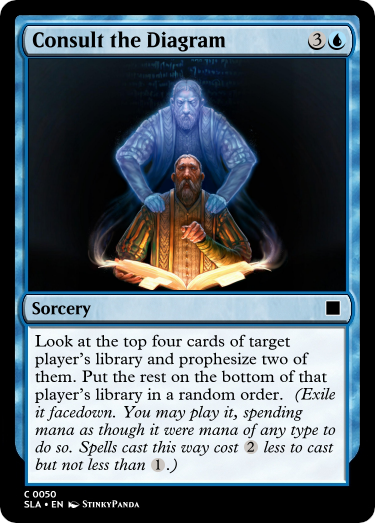 Consult the Diagram 3
Sorcery
Look at the top four cards of target
player's library and prophesize two of
them. Put the rest on the bottom of that
player's library in a random order. (Exile
it facedown. You may play it, spending
mana as though it were mana of any type to
do so. Spells cast this way cost 2 less to cast
but not less than 1.)
C 0050
SLA • EN StinkyPanda